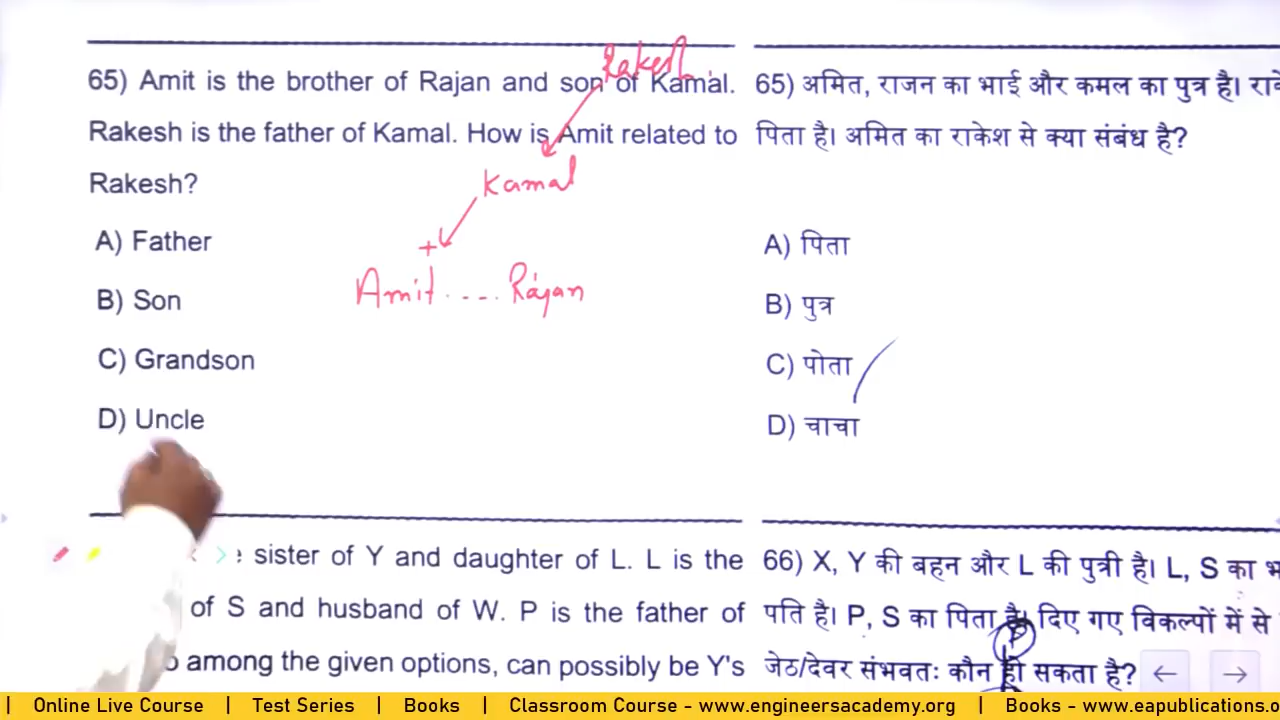 65) Amit is the brother of Rajan and son of Kamal.
Rakesh is the father of Kamal. How is Amit related to
Rakesh?
A) Father
B) Son
C) Grandson
D) Uncle
Rakesh
Kamal
+
Amit .... Rajan
65) अमित, राजन का भाई और कमल का पुत्र है। राके
पिता है। अमित का राकेश से क्या संबंध है?
A) पिता
B) पुत्र
C) पोता
D) चाचा
sister of Y and daughter of L. L is the
of S and husband of W. P is the father of
among the given options, can possibly be Y's
66) X, Y की बहन और L की पुत्री है। L, S का भ
पति है। P, S का पिता है। दिए गए विकल्पों में से
जेठ/देवर संभवतः कौन हो सकता है?
P
| Online Live Course | Test Series | Books | Classroom Course - www.engineersacademy.org | Books - www.eapublications.o